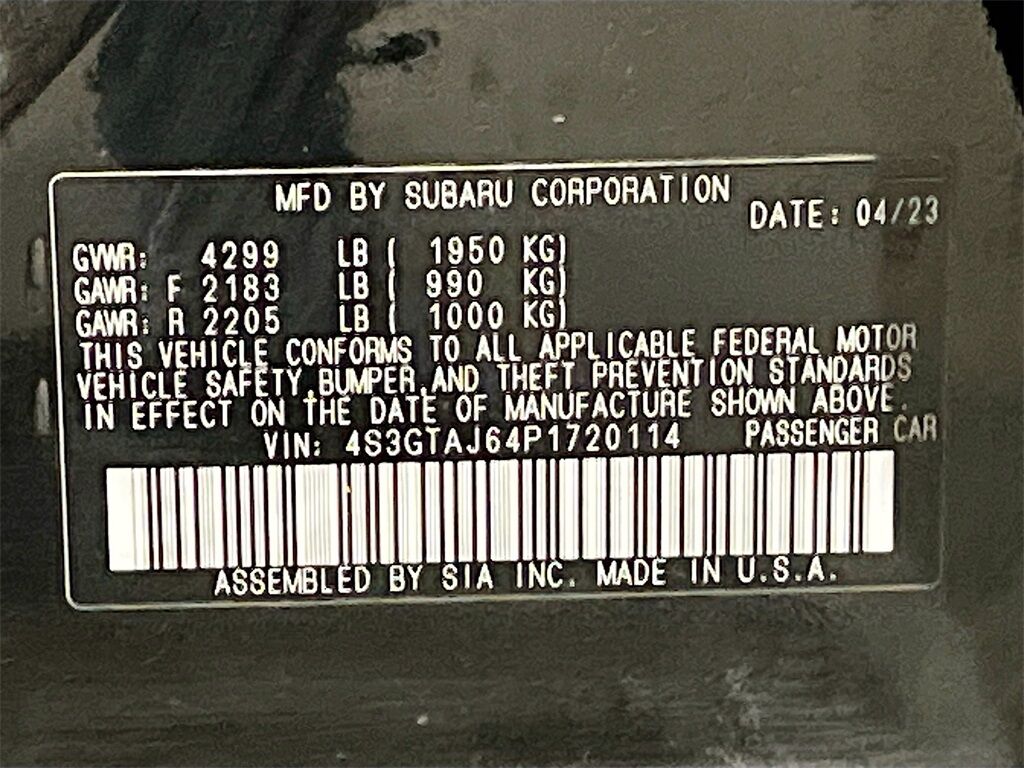 MFD BY SUBARU CORPORATION
DATE: 04/23
GVWR: 4299 LB ( 1950 KG)
GAWR: F 2183 LB ( 990 KG)
GAWR: R 2205 LB ( 1000 KG)
THIS VEHICLE CONFORMS TO ALL APPLICABLE FEDERAL MOTOR
VEHICLE SAFETY,BUMPER,AND THEFT PREVENTION STANDARDS
IN EFFECT ON THE DATE OF MANUFACTURE SHOWN ABOVE.
VIN: 4S3GTAJ64P1720114 PASSENGER CAR
ASSEMBLED BY SIA INC. MADE IN U.S.A.